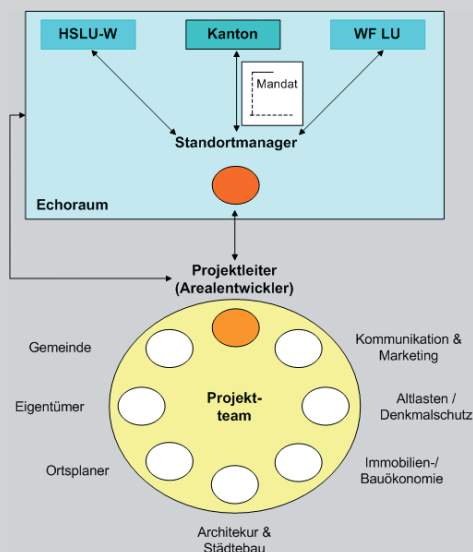 HSLU-W
Kanton
WF LU
Mandat
Standortmanager
Echoraum
Projektleiter
(Arealentwickler)
Gemeinde
Kommunikation &
Marketing
Eigentümer
Projekt-
team
Altlasten /
Denkmalschutz
Ortsplaner
Immobilien-/
Bauökonomie
Architekur &
Städtebau